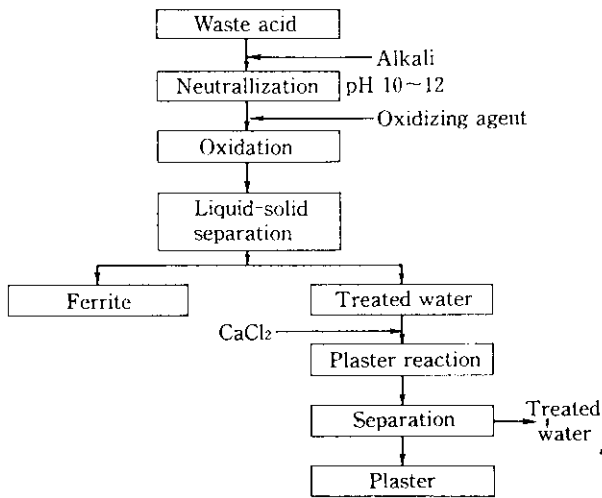 Waste acid
Alkali
Neutrallization pH 10~12
Oxidizing agent
Oxidation
Liquid-solid
separation
Ferrite
Treated water
CaCl₂
Plaster reaction
Separation
Treated
water
Plaster